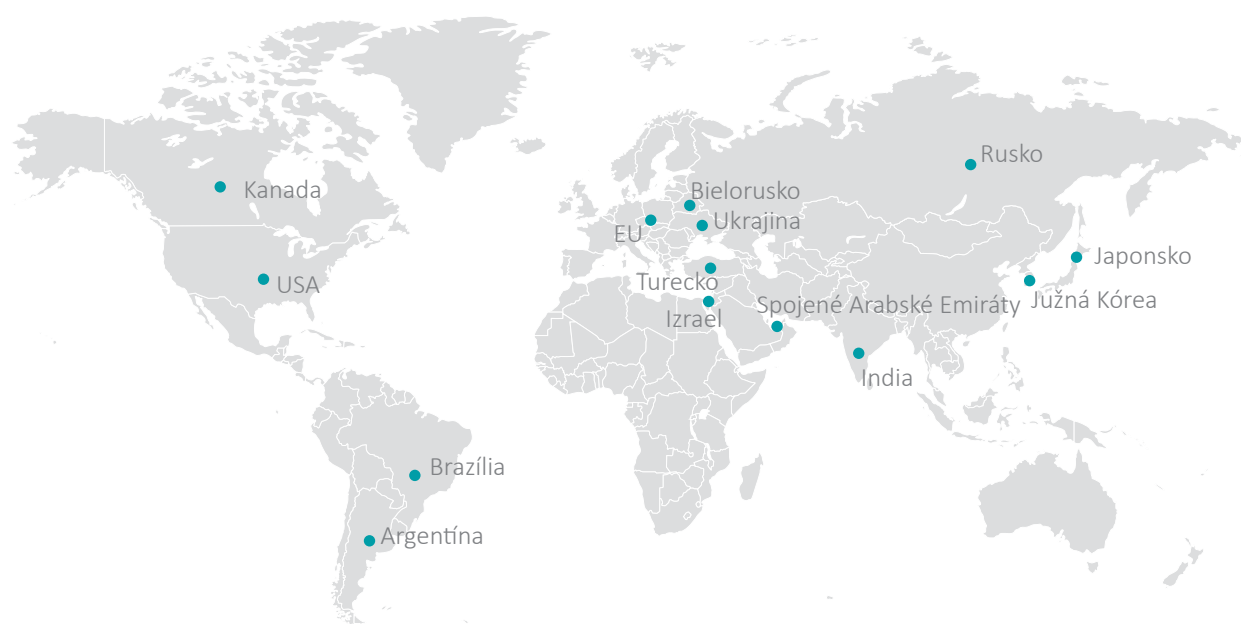 Rusko
Kanada
Bielorusko
Ukrajina
EU
Japonsko
Turecko
USA
Spojené Arabské Emiráty
Južná Kórea
Izrael
India
Brazília
Argentína